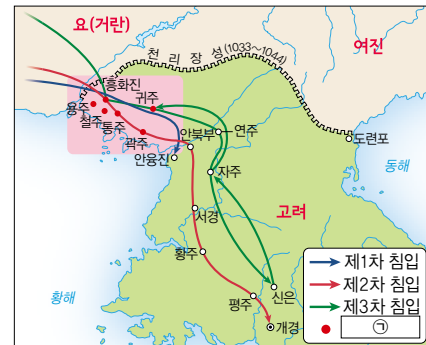 요(거란)
여진
천리장성(1033~1044)
흥화진
귀주
용주
철주
통주
곽주
안북부
연주
안융진
도련포
자주
동해
고려
서경
황주
황해
평주
신은
개경
제1차 침입
제2차 침입
제3차 침입
㉠